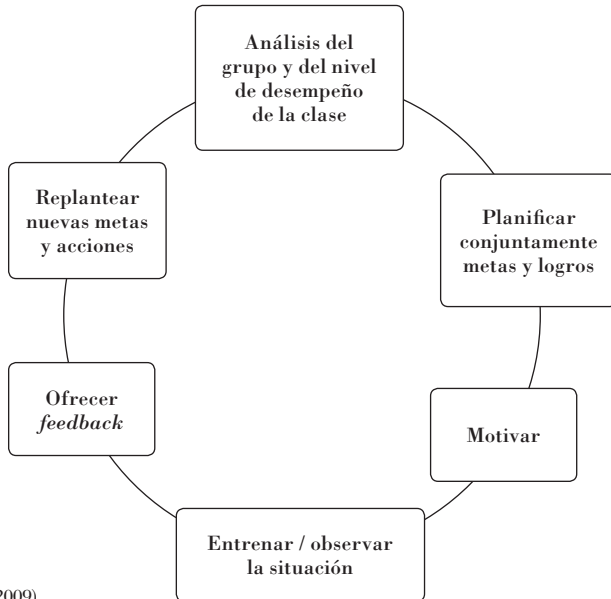 Análisis del
grupo y del nivel
de desempeño
de la clase
Planificar
conjuntamente
metas y logros
Motivar
Entrenar / observar
la situación
Ofrecer
feedback
Replantear
nuevas metas
y acciones
2009)